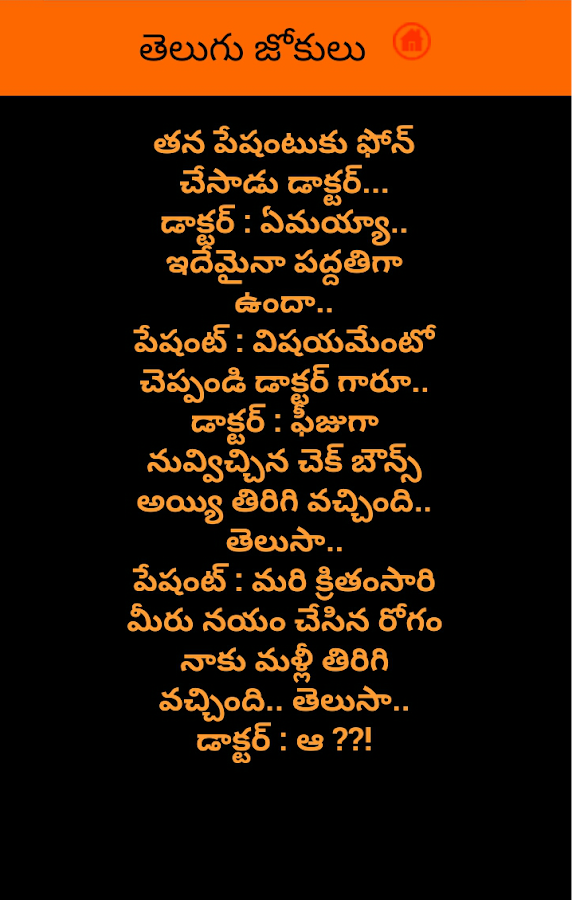 తెలుగు జోకులు
తన పేషంటుకు ఫోన్
చేసాడు డాక్టర్...
డాక్టర్ : ఏమయ్యా..
ఇదేమైనా పద్దతిగా
ఉందా..
పేషంట్ : విషయమేంటో
చెప్పండి డాక్టర్ గారూ..
డాక్టర్ : ఫీజుగా
నువ్విచ్చిన చెక్ బౌన్స్
అయ్యి తిరిగి వచ్చింది..
తెలుసా..
పేషంట్ : మరి క్రితంసారి
మీరు నయం చేసిన రోగం
నాకు మళ్లీ తిరిగి
వచ్చింది.. తెలుసా..
డాక్టర్ : ఆ ??!